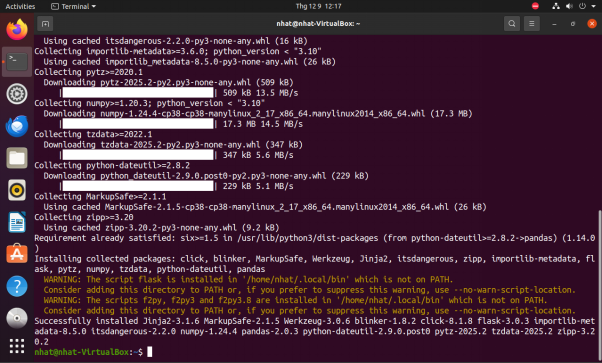 Activities
Terminal
Thg 12 9 12:17
nhat@nhat-VirtualBox: ~
Using cached itsdangerous-2.2.0-py3-none-any.whl (16 kB)
Collecting importlib-metadata>=3.6.0; python_version < "3.10"
Using cached importlib_metadata-8.5.0-py3-none-any.whl (26 kB)
Collecting pytz>=2020.1
Downloading pytz-2025.2-py2.py3-none-any.whl (509 kB)
| | 509 kB 13.5 MB/s
Collecting numpy>=1.20.3; python_version < "3.10"
Downloading numpy-1.24.4-cp38-cp38-manylinux_2_17_x86_64.manylinux2014_x86_64.whl (17.3 MB)
| | 17.3 MB 14.5 MB/s
Collecting tzdata>=2022.1
Downloading tzdata-2025.2-py2.py3-none-any.whl (347 kB)
| | 347 kB 5.6 MB/s
Collecting python-dateutil>=2.8.2
Downloading python_dateutil-2.9.0.post0-py2.py3-none-any.whl (229 kB)
| | 229 kB 5.1 MB/s
Collecting MarkupSafe>=2.1.1
Using cached MarkupSafe-2.1.5-cp38-cp38-manylinux_2_17_x86_64.manylinux2014_x86_64.whl (26 kB)
Collecting zipp>=3.20
Using cached zipp-3.20.2-py3-none-any.whl (9.2 kB)
Requirement already satisfied: six>=1.5 in /usr/lib/python3/dist-packages (from python-dateutil>=2.8.2->pandas) (1.14.0
)
Installing collected packages: click, blinker, MarkupSafe, Werkzeug, Jinja2, itsdangerous, zipp, importlib-metadata, fl
ask, pytz, numpy, tzdata, python-dateutil, pandas
WARNING: The script flask is installed in '/home/nhat/.local/bin' which is not on PATH.
Consider adding this directory to PATH or, if you prefer to suppress this warning, use --no-warn-script-location.
WARNING: The scripts f2py, f2py3 and f2py3.8 are installed in '/home/nhat/.local/bin' which is not on PATH.
Consider adding this directory to PATH or, if you prefer to suppress this warning, use --no-warn-script-location.
Successfully installed Jinja2-3.1.6 MarkupSafe-2.1.5 Werkzeug-3.0.6 blinker-1.8.2 click-8.1.8 flask-3.0.3 importlib-met
adata-8.5.0 itsdangerous-2.2.0 numpy-1.24.4 pandas-2.0.3 python-dateutil-2.9.0.post0 pytz-2025.2 tzdata-2025.2 zipp-3.2
0.2
nhat@nhat-VirtualBox:~$